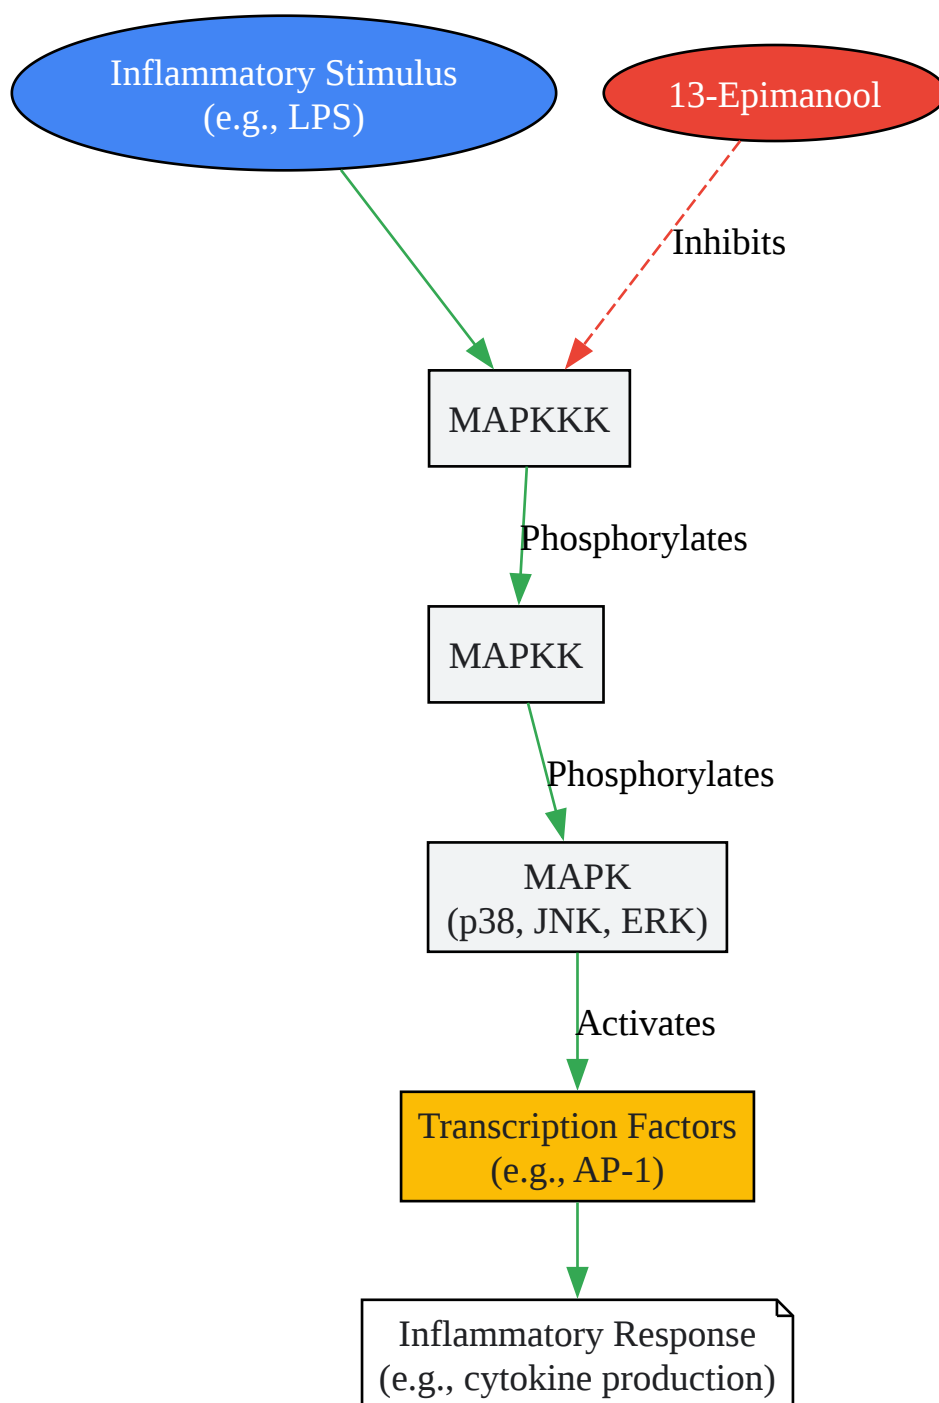 Inflammatory Stimulus
(e.g., LPS)
13-Epimanool
Inhibits
MAPKKK
Phosphorylates
MAPKK
Phosphorylates
MAPK
(p38, JNK, ERK)
Activates
Transcription Factors
(e.g., AP-1)
Inflammatory Response
(e.g., cytokine production)